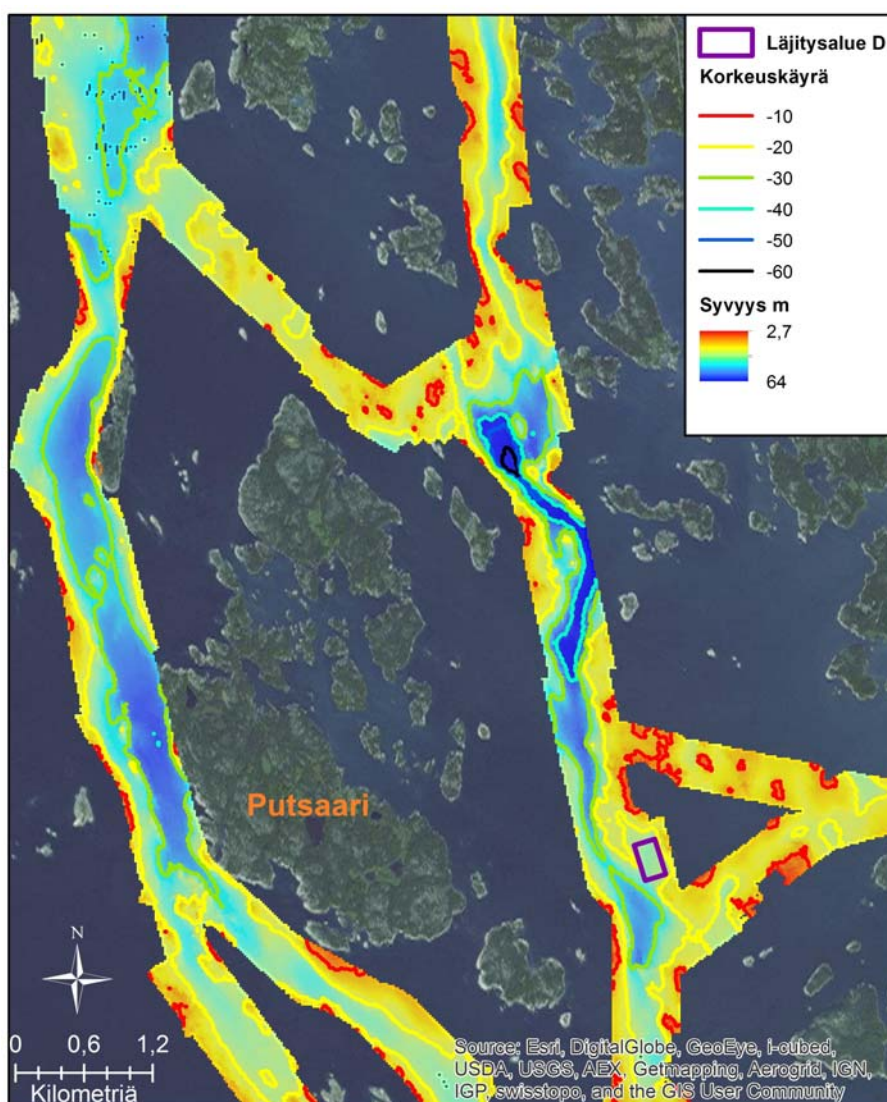 Läjitysalue D
Korkeuskäyrä
-10
-20
-30
-40
-50
-60
Syvyys m
2,7
64
Putsaari
N
0 0,6 1,2
Kilometriä
Source: Esri, DigitalGlobe, GeoEye, i-cubed,
USDA, USGS, AEX, Getmapping, Aerogrid, IGN,
IGP, swisstopo, and the GIS User Community